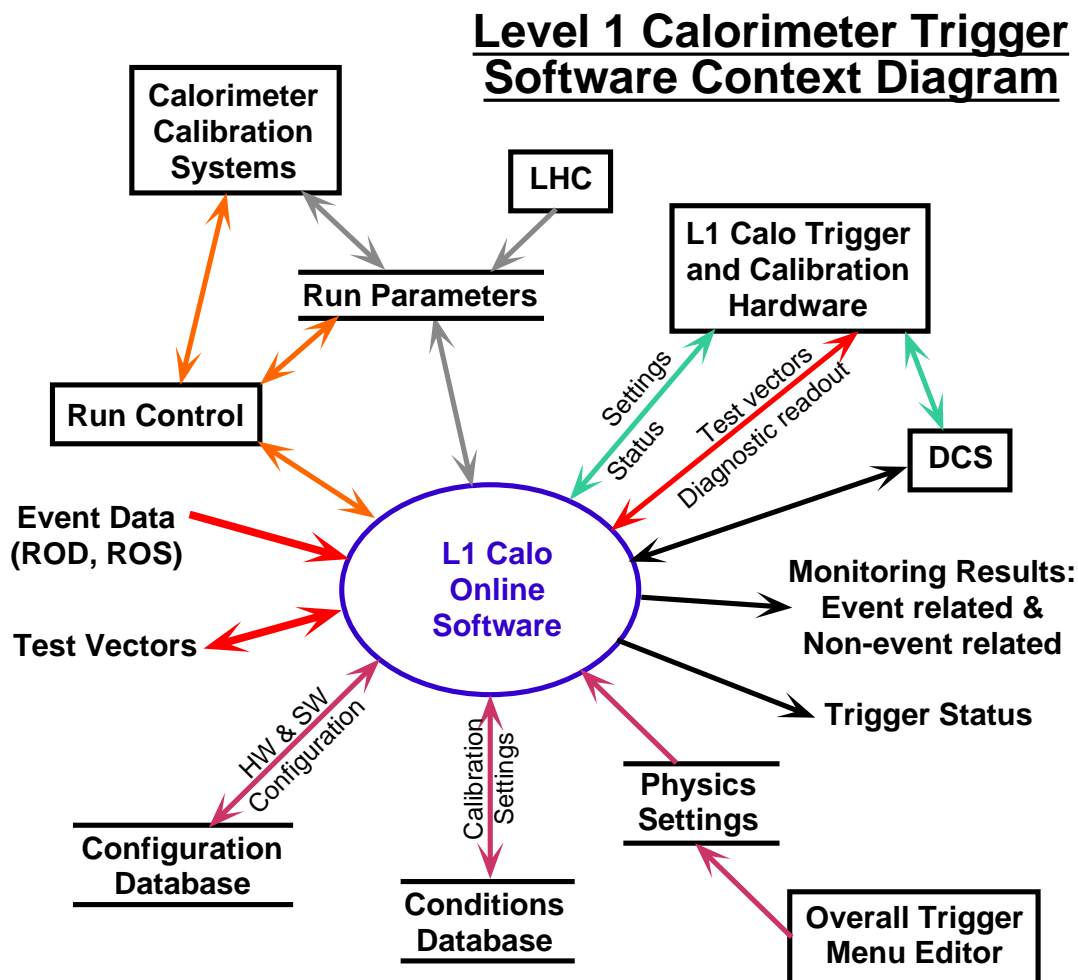 Level 1 Calorimeter Trigger
Software Context Diagram
Calorimeter
Calibration
Systems
LHC
L1 Calo Trigger
and Calibration
Hardware
Run Parameters
Run Control
Settings
Status
Test vectors
Diagnostic readout
DCS
Event Data
(ROD, ROS)
L1 Calo
Online
Software
Monitoring Results:
Event related &
Non-event related
Test Vectors
Trigger Status
HW & SW
Configuration
Calibration
Settings
Physics
Settings
Configuration
Database
Conditions
Database
Overall Trigger
Menu Editor